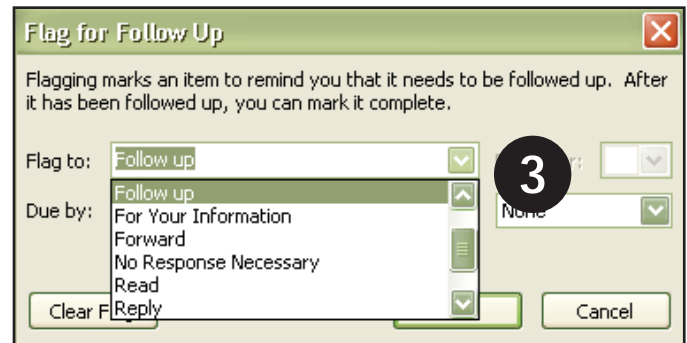 Flag for Follow Up
Flagging marks an item to remind you that it needs to be followed up. After
it has been followed up, you can mark it complete.
Flag to: Follow up
3
Follow up
Due by:
None
For Your Information
Forward
No Response Necessary
Read
Reply
Clear
Cancel